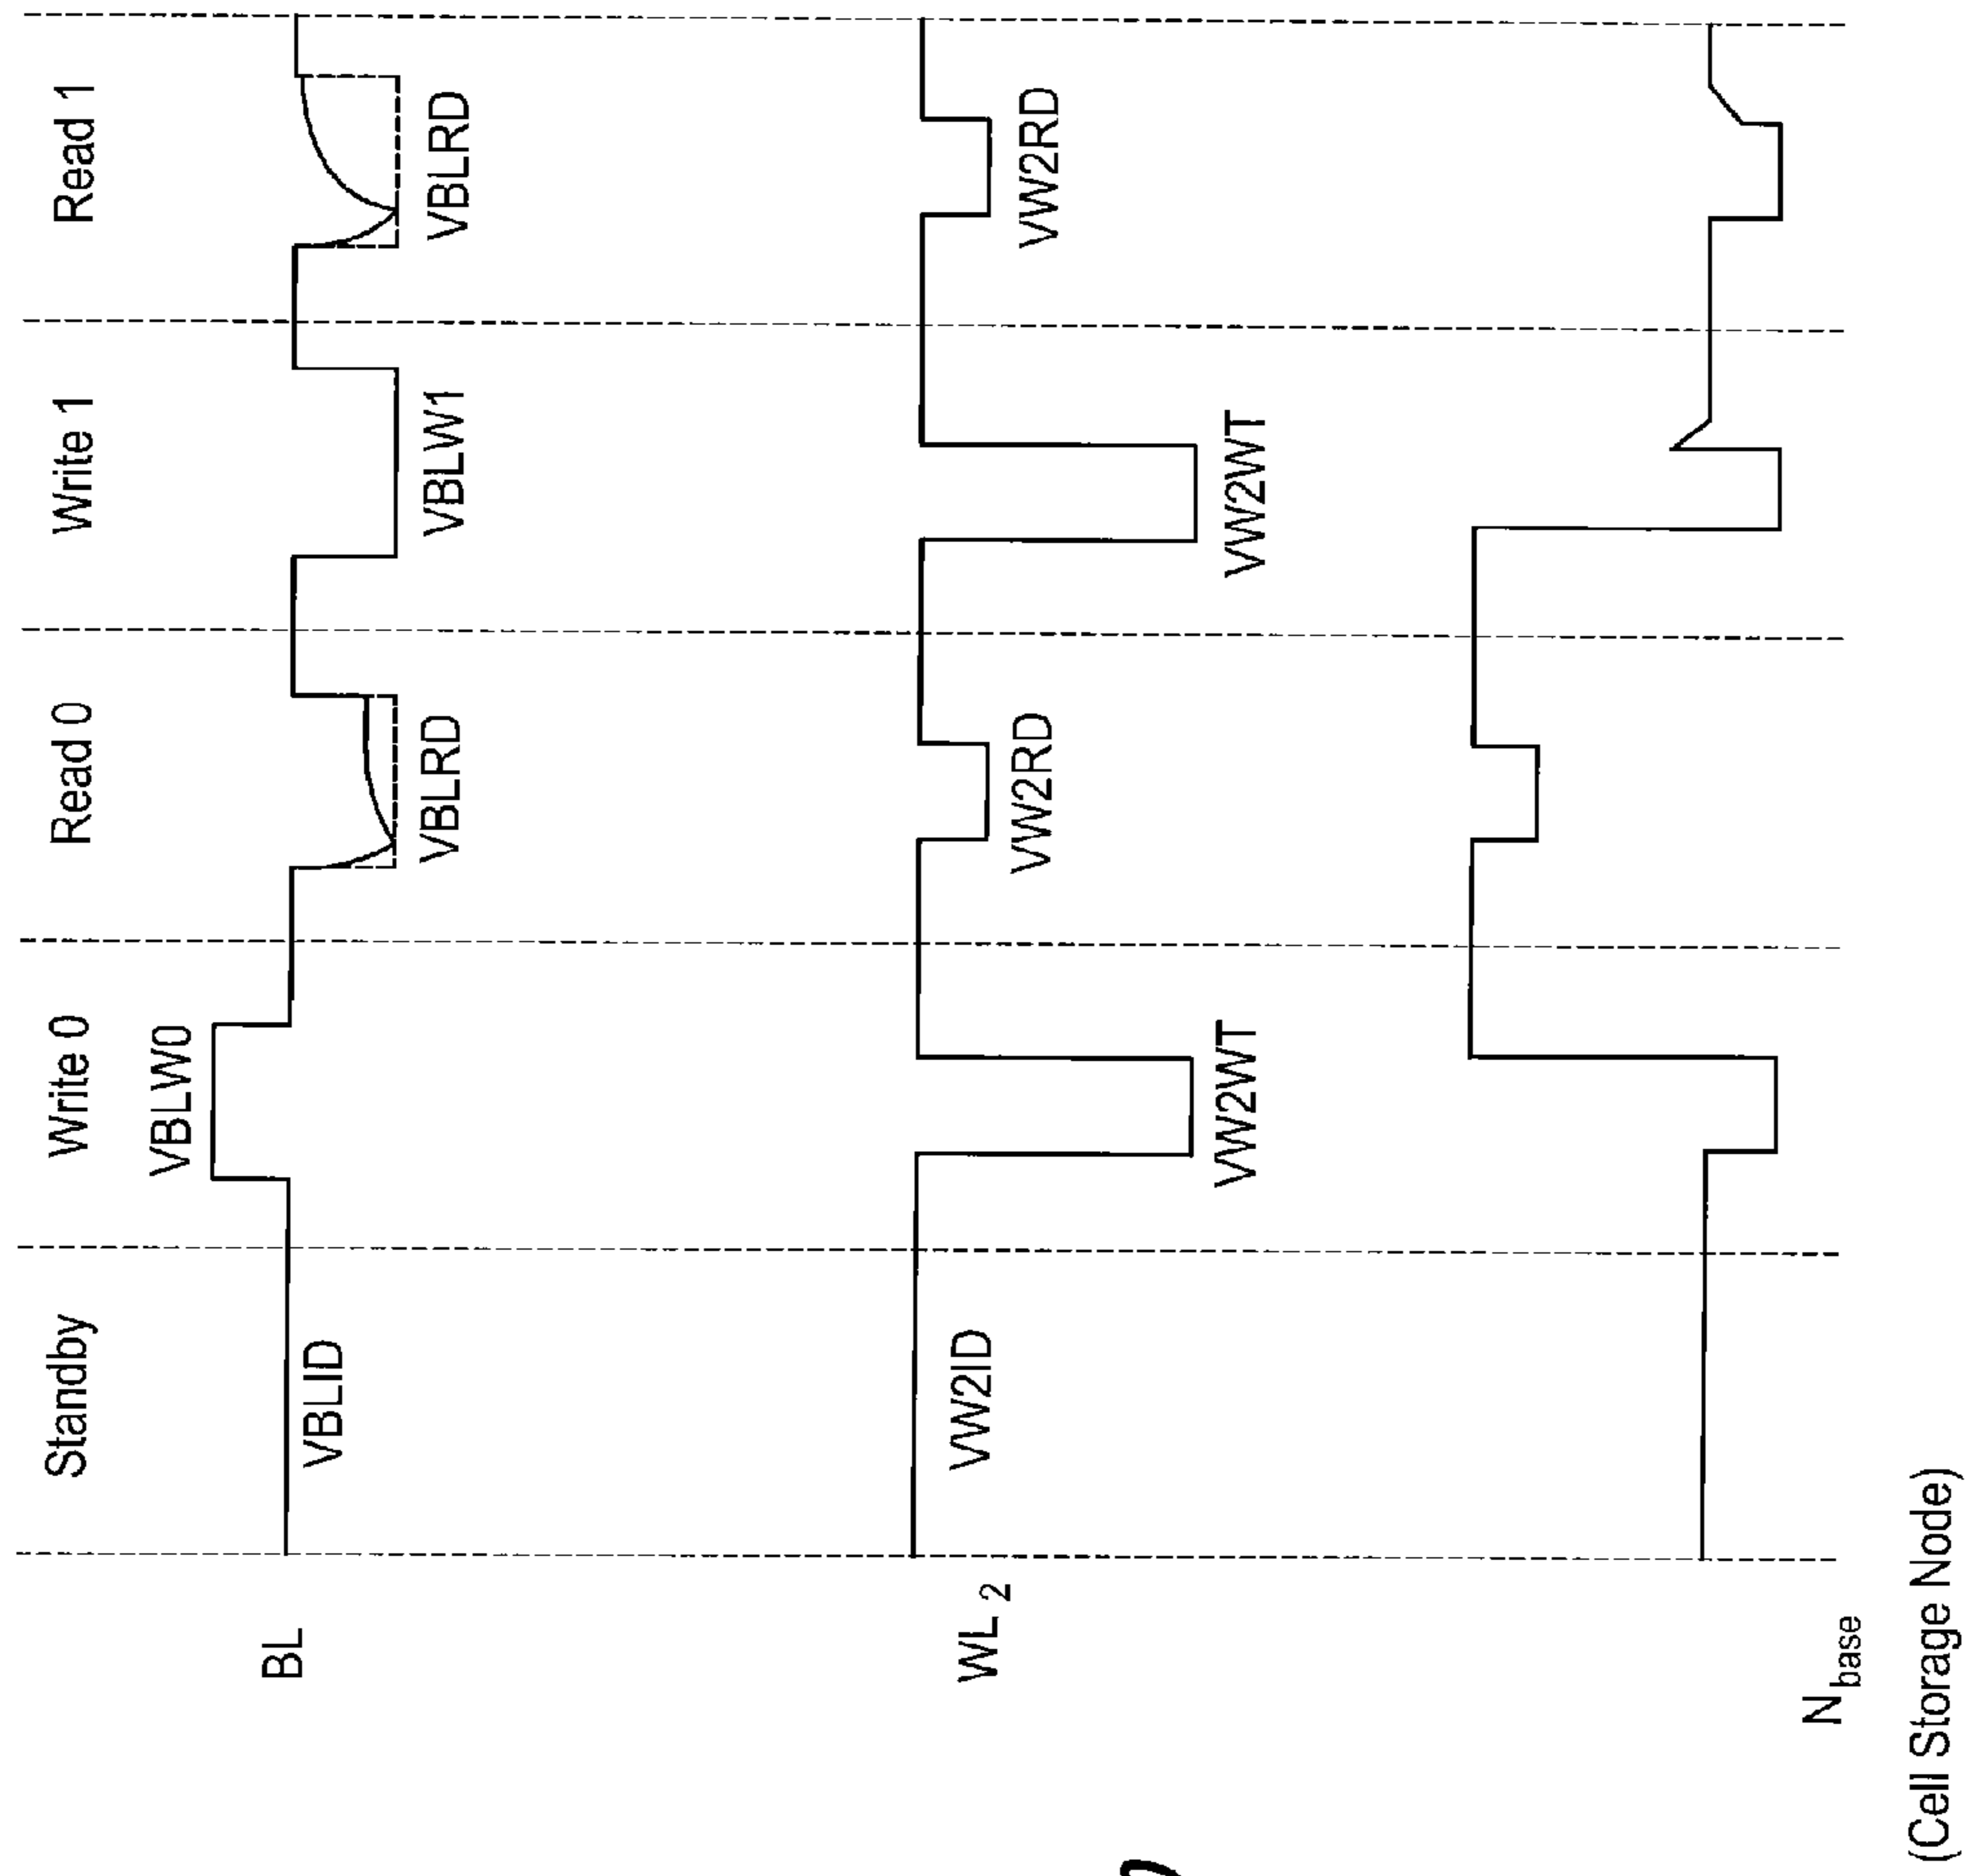 Standby Write 0 Read 0 Write 1 Read 1
VBLW0
BL VBLID VBLRD VBLW1 VBLRD
WL 2 VW2ID VW2RD VW2RD
VW2WT VW2WT
Nbase
(Cell Storage Node)